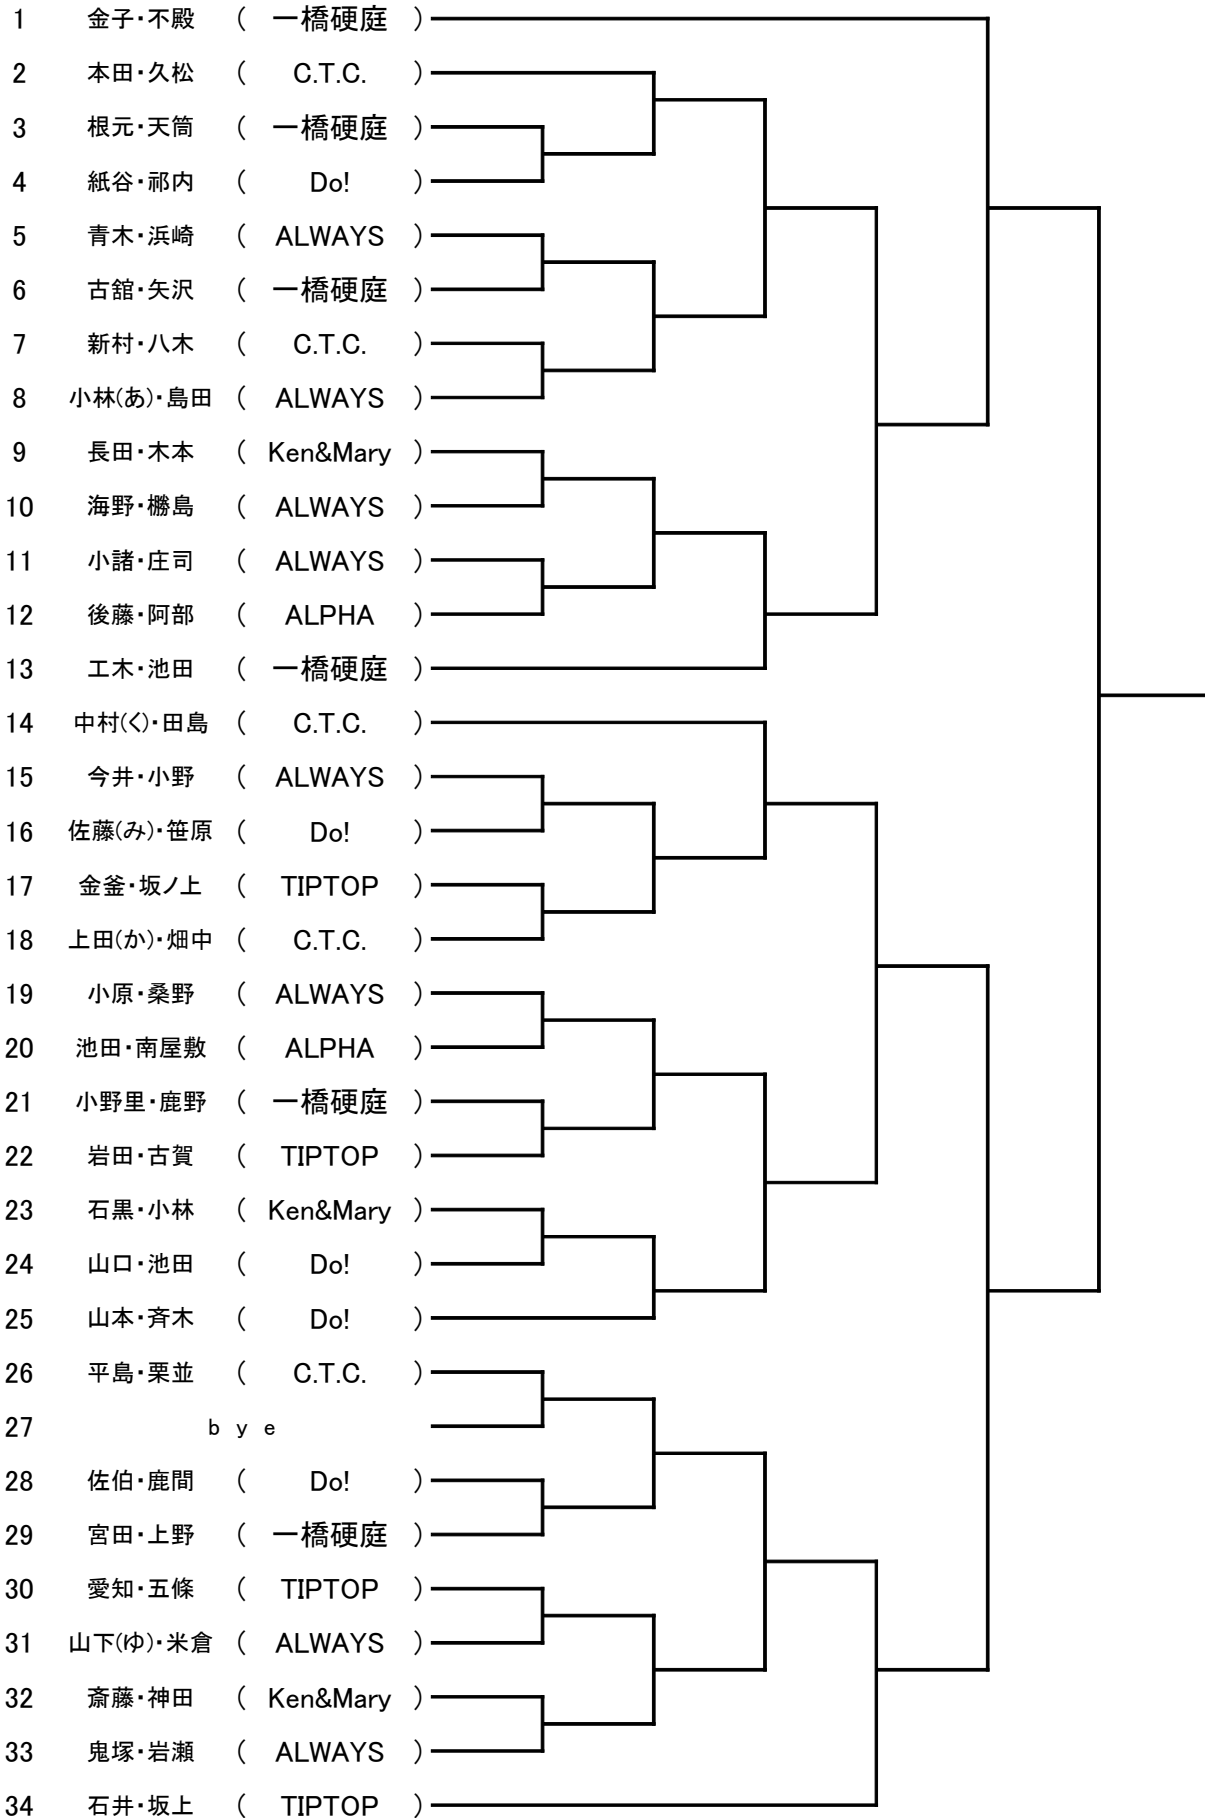 1 金子・不殿 ( 一橋硬庭 )
2 本田・久松 ( C.T.C. )
3 根元・天筒 ( 一橋硬庭 )
4 紙谷・祁内 ( Do! )
5 青木・浜崎 ( ALWAYS )
6 古舘・矢沢 ( 一橋硬庭 )
7 新村・八木 ( C.T.C. )
8 小林(あ)・島田 ( ALWAYS )
9 長田・木本 ( Ken&Mary )
10 海野・橳島 ( ALWAYS )
11 小諸・庄司 ( ALWAYS )
12 後藤・阿部 ( ALPHA )
13 工木・池田 ( 一橋硬庭 )
14 中村(く)・田島 ( C.T.C. )
15 今井・小野 ( ALWAYS )
16 佐藤(み)・笹原 ( Do! )
17 金釜・坂ノ上 ( TIPTOP )
18 上田(か)・畑中 ( C.T.C. )
19 小原・桑野 ( ALWAYS )
20 池田・南屋敷 ( ALPHA )
21 小野里・鹿野 ( 一橋硬庭 )
22 岩田・古賀 ( TIPTOP )
23 石黒・小林 ( Ken&Mary )
24 山口・池田 ( Do! )
25 山本・斉木 ( Do! )
26 平島・栗並 ( C.T.C. )
27 bye
28 佐伯・鹿間 ( Do! )
29 宮田・上野 ( 一橋硬庭 )
30 愛知・五條 ( TIPTOP )
31 山下(ゆ)・米倉 ( ALWAYS )
32 斎藤・神田 ( Ken&Mary )
33 鬼塚・岩瀬 ( ALWAYS )
34 石井・坂上 ( TIPTOP )